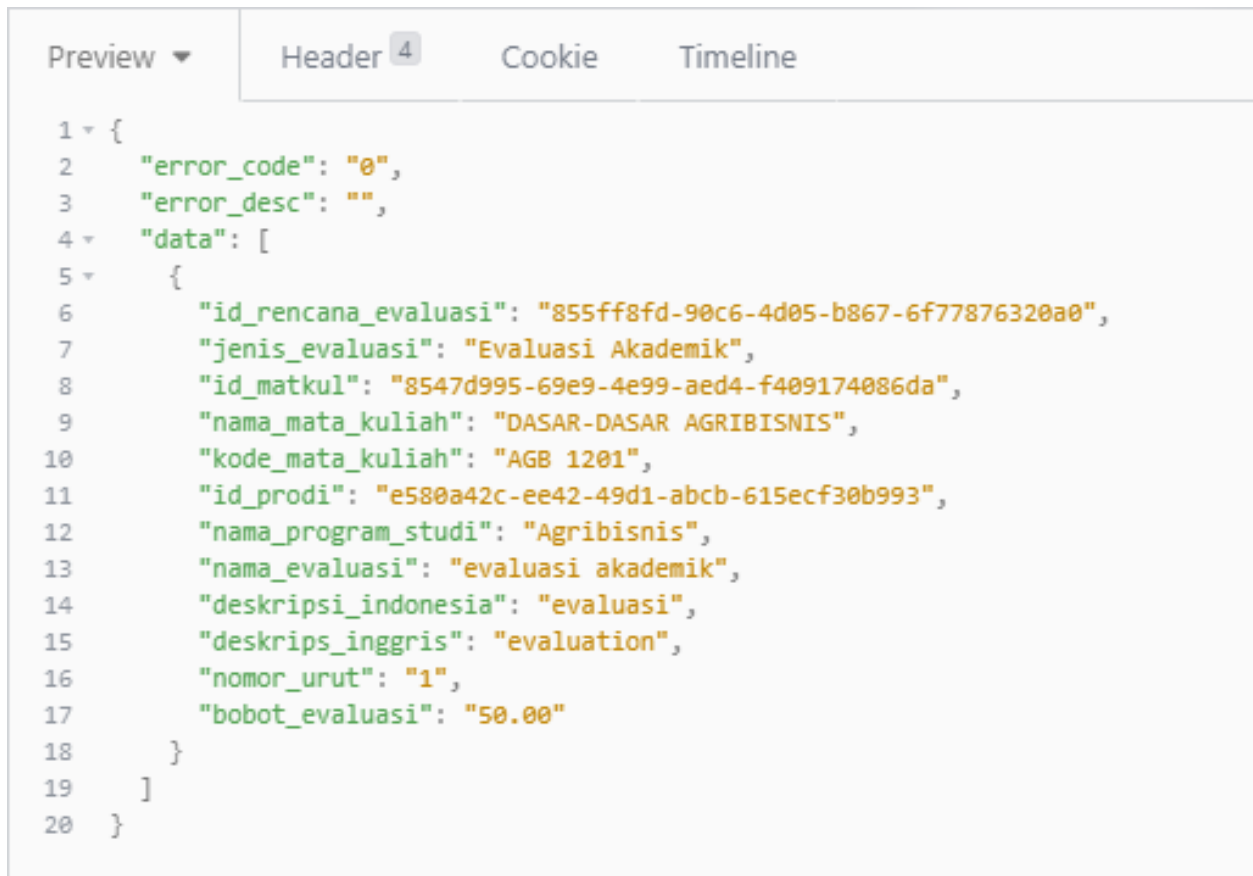 Preview Header 4 Cookie Timeline
1 {
2 "error_code": "0",
3 "error_desc": "",
4 "data": [
5 {
6 "id_rencana_evaluasi": "855ff8fd-90c6-4d05-b867-6f77876320a0",
7 "jenis_evaluasi": "Evaluasi Akademik",
8 "id_matkul": "8547d995-69e9-4e99-aed4-f409174086da",
9 "nama_mata_kuliah": "DASAR-DASAR AGRIBISNIS",
10 "kode_mata_kuliah": "AGB 1201",
11 "id_prodi": "e580a42c-ee42-49d1-abcb-615ecf30b993",
12 "nama_program_studi": "Agribisnis",
13 "nama_evaluasi": "evaluasi akademik",
14 "deskripsi_indonesia": "evaluasi",
15 "deskrips_inggris": "evaluation",
16 "nomor_urut": "1",
17 "bobot_evaluasi": "50.00"
18 }
19 ]
20 }